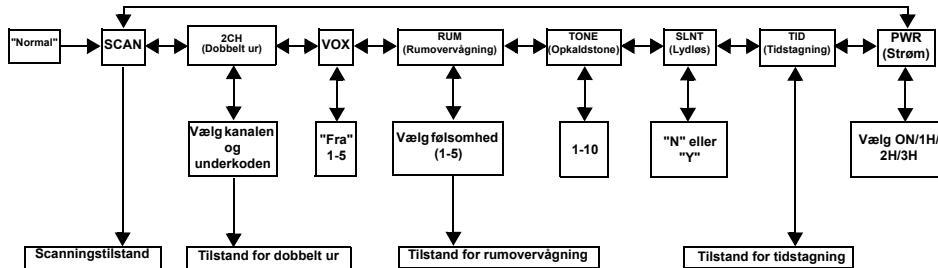 "Normal"
SCAN
2CH
(Dobbelt ur)
VOX
RUM
(Rumovervågning)
TONE
(Opkaldstone)
SLNT
(Lydløs)
TID
(Tidstagning)
PWR
(Strøm)
Vælg kanalen
og
underkoden
"Fra"
1-5
Vælg følsomhed
(1-5)
1-10
"N" eller
"Y"
Vælg ON/1H/
2H/3H
Scanningstilstand
Tilstand for dobbelt ur
Tilstand for rumovervågning
Tilstand for tidstagning